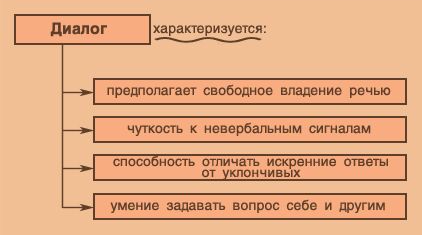 Диалог характеризуется:
предполагает свободное владение речью
чуткость к невербальным сигналам
способность отличать искренние ответы
от уклончивых
умение задавать вопрос себе и другим